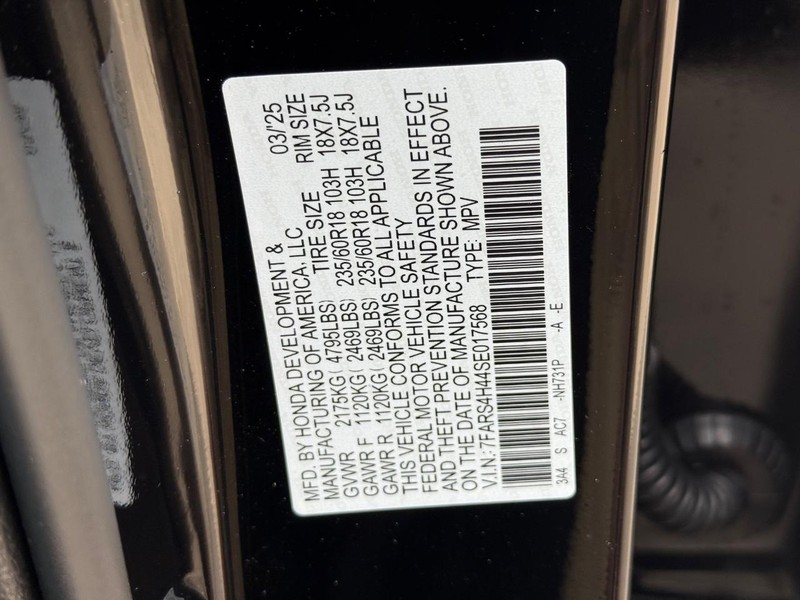 MFD. BY HONDA DEVELOPMENT & 03/25
MANUFACTURING OF AMERICA, LLC TIRE SIZE RIM SIZE
GVWR 2175KG( 4795LBS) 235/60R18 103H 18X7.5J
GAWR F 1120KG( 2469LBS) 235/60R18 103H 18X7.5J
GAWR R 1120KG( 2469LBS)
THIS VEHICLE CONFORMS TO ALL APPLICABLE
FEDERAL MOTOR VEHICLE SAFETY
AND THEFT PREVENTION STANDARDS IN EFFECT
ON THE DATE OF MANUFACTURE SHOWN ABOVE.
V.I.N.: 7FARS4H44SE017568 TYPE: MPV
3A4 S AC7 -NH731P -A -E